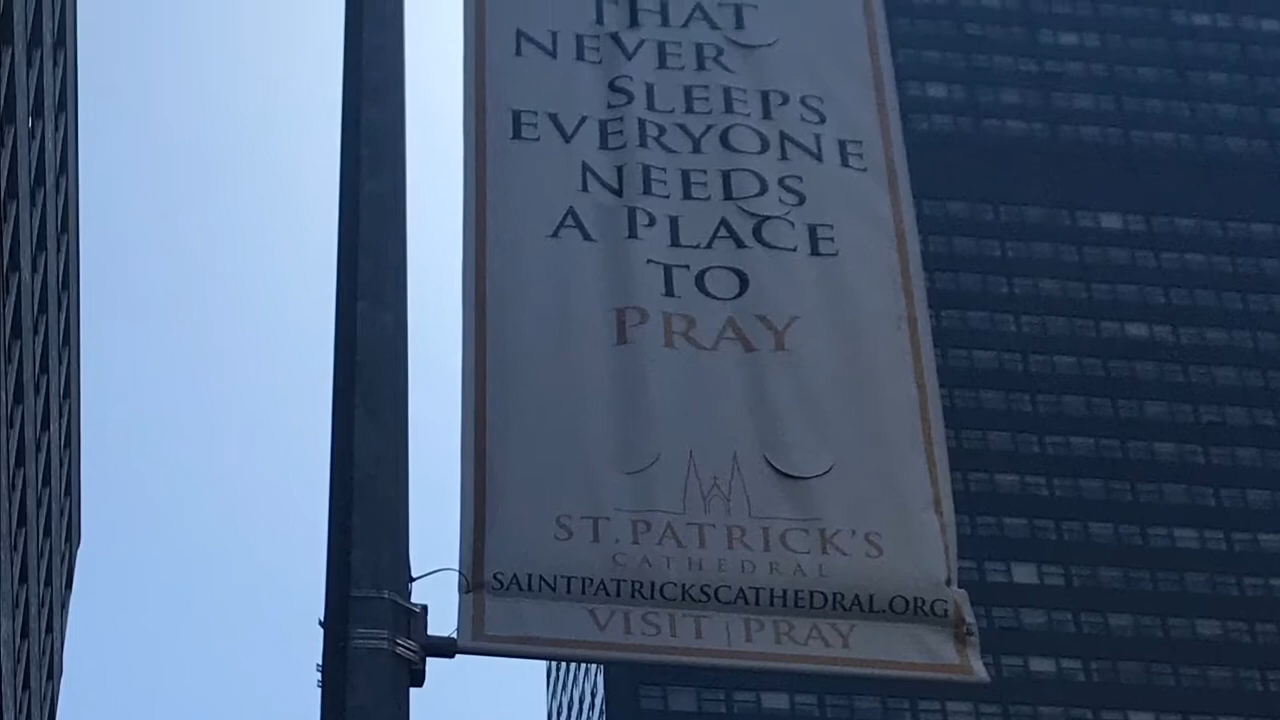 THAT
NEVER
SLEEPS
EVERYONE
NEEDS
A PLACE
TO
PRAY
ST. PATRICK'S
CATHEDRAL
SAINTPATRICKSCATHEDRAL.ORG
VISIT | PRAY